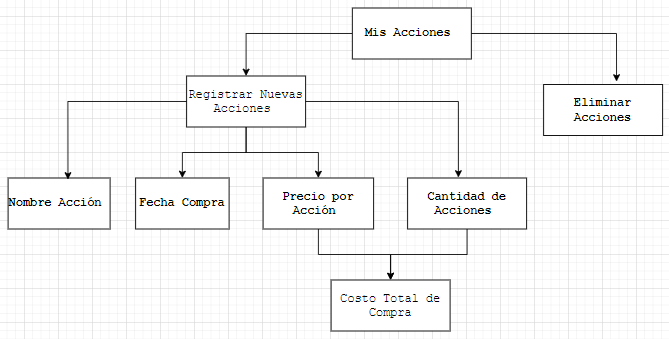 Mis Acciones
Registrar Nuevas
Acciones
Eliminar
Acciones
Nombre Acción
Fecha Compra
Precio por
Acción
Cantidad de
Acciones
Costo Total de
Compra